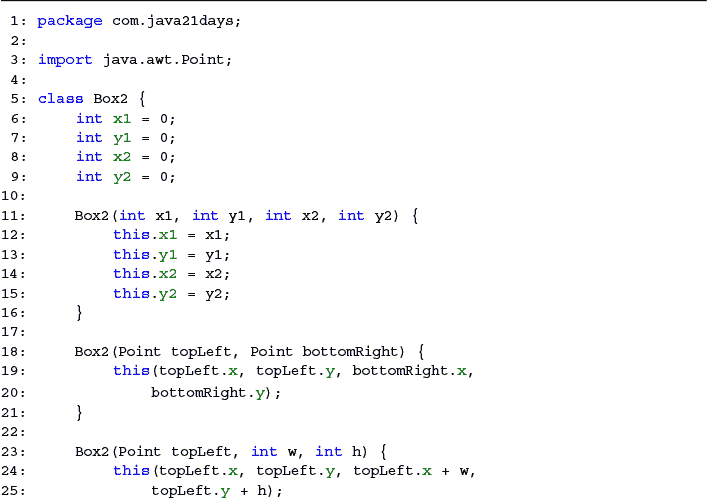 1: package com.java21days;
2:
3: import java.awt.Point;
4:
5: class Box2 {
6:     int x1 = 0;
7:     int y1 = 0;
8:     int x2 = 0;
9:     int y2 = 0;
10:
11:     Box2(int x1, int y1, int x2, int y2) {
12:         this.x1 = x1;
13:         this.y1 = y1;
14:         this.x2 = x2;
15:         this.y2 = y2;
16:     }
17:
18:     Box2(Point topLeft, Point bottomRight) {
19:         this(topLeft.x, topLeft.y, bottomRight.x,
20:             bottomRight.y);
21:     }
22:
23:     Box2(Point topLeft, int w, int h) {
24:         this(topLeft.x, topLeft.y, topLeft.x + w,
25:             topLeft.y + h);